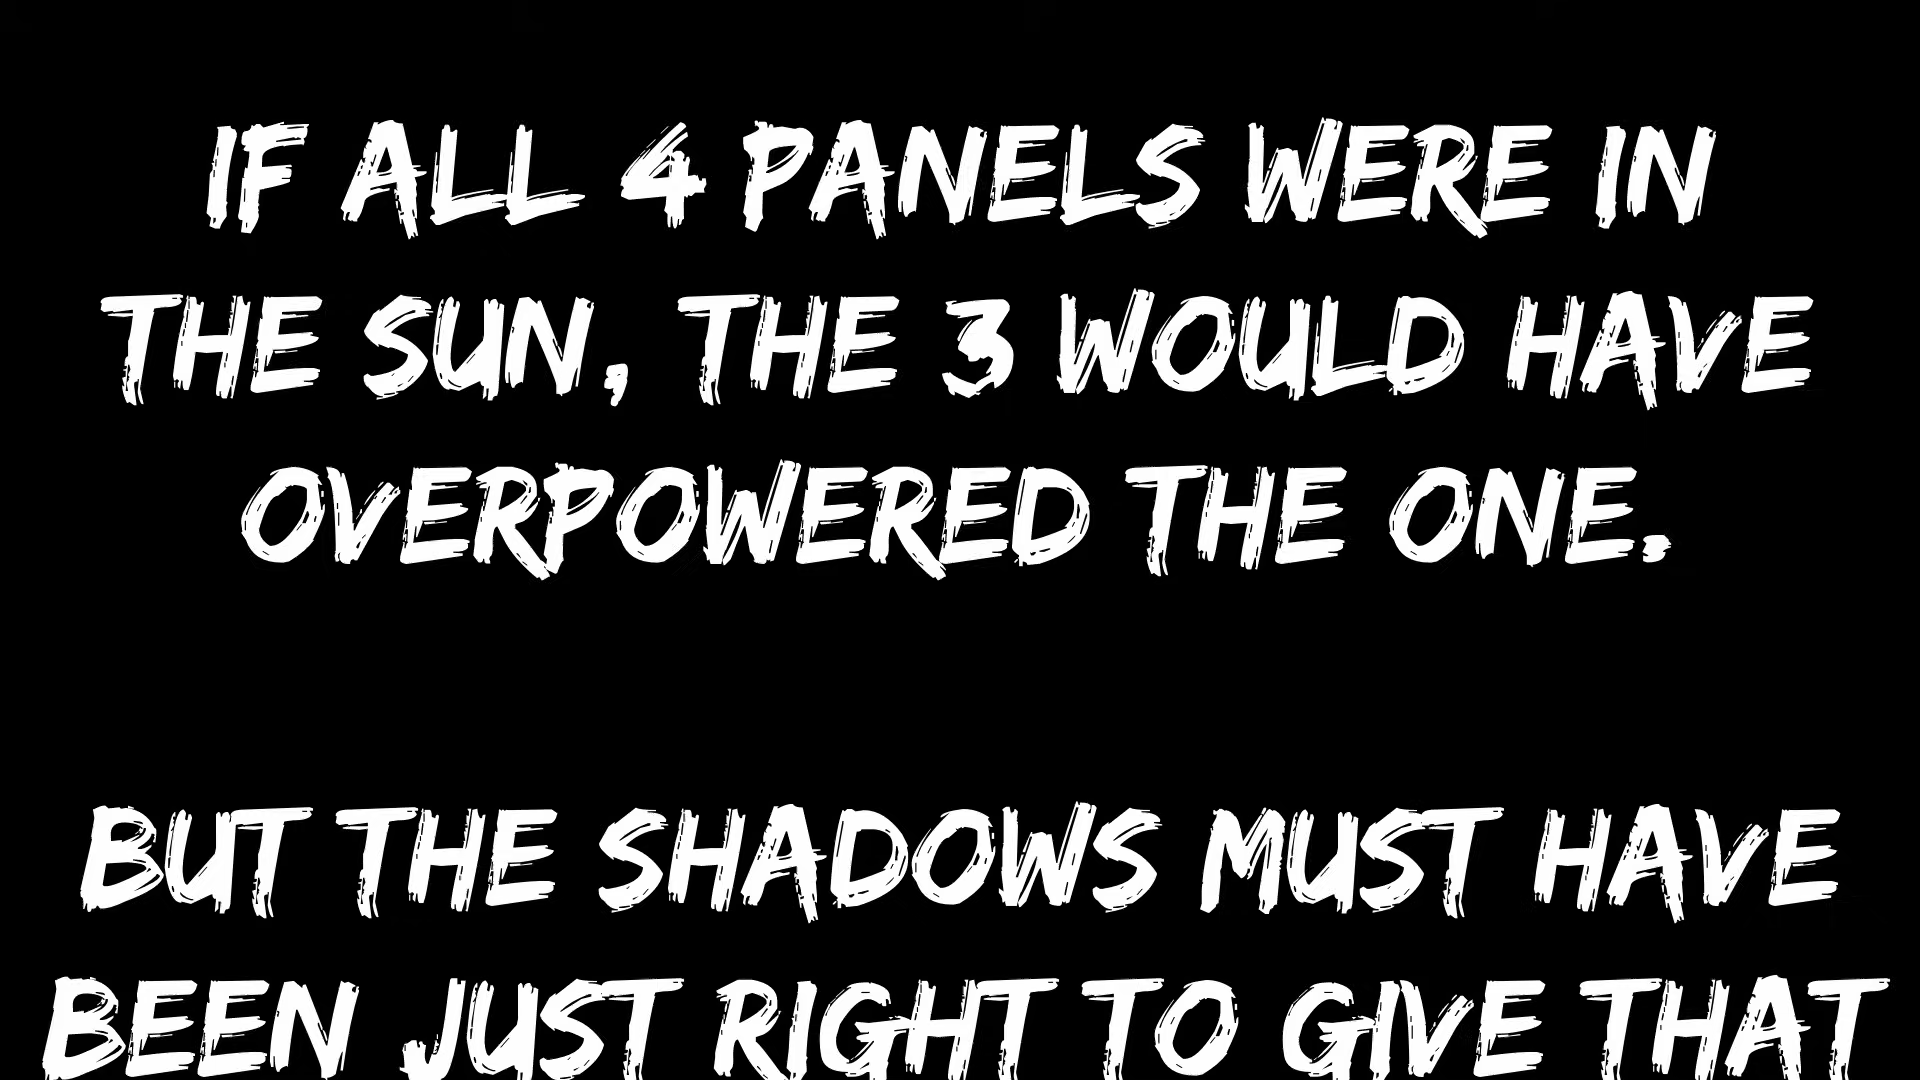 IF ALL 4 PANELS WERE IN
THE SUN, THE 3 WOULD HAVE
OVERPOWERED THE ONE.
BUT THE SHADOWS MUST HAVE
BEEN JUST RIGHT TO GIVE THAT